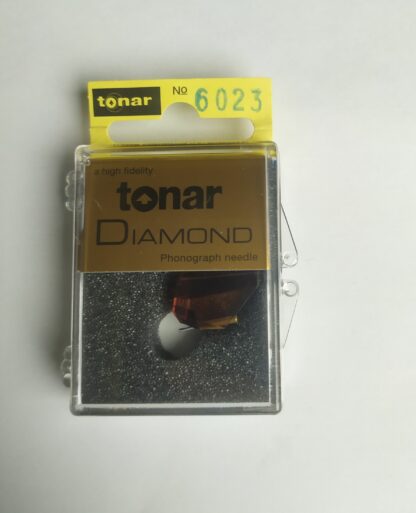 tonar No 6023
a high fidelity
tonar
DIAMOND
Phonograph needle